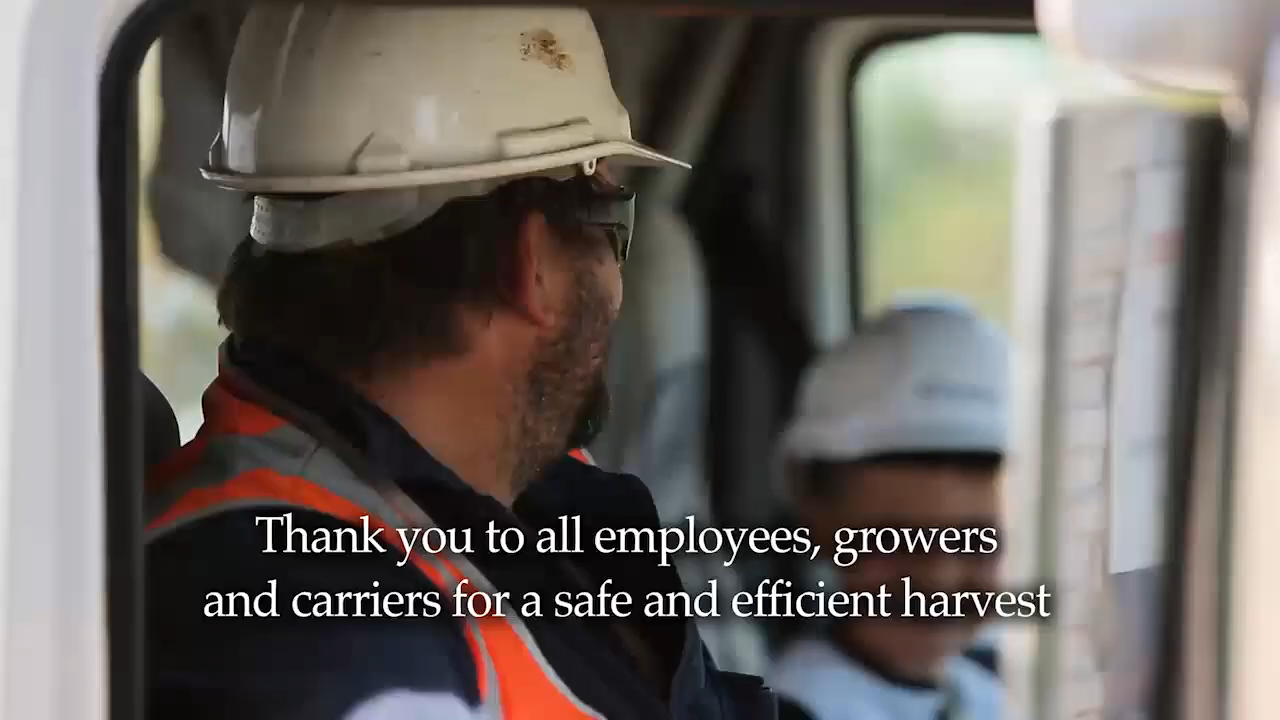 Thank you to all employees, growers
and carriers for a safe and efficient harvest